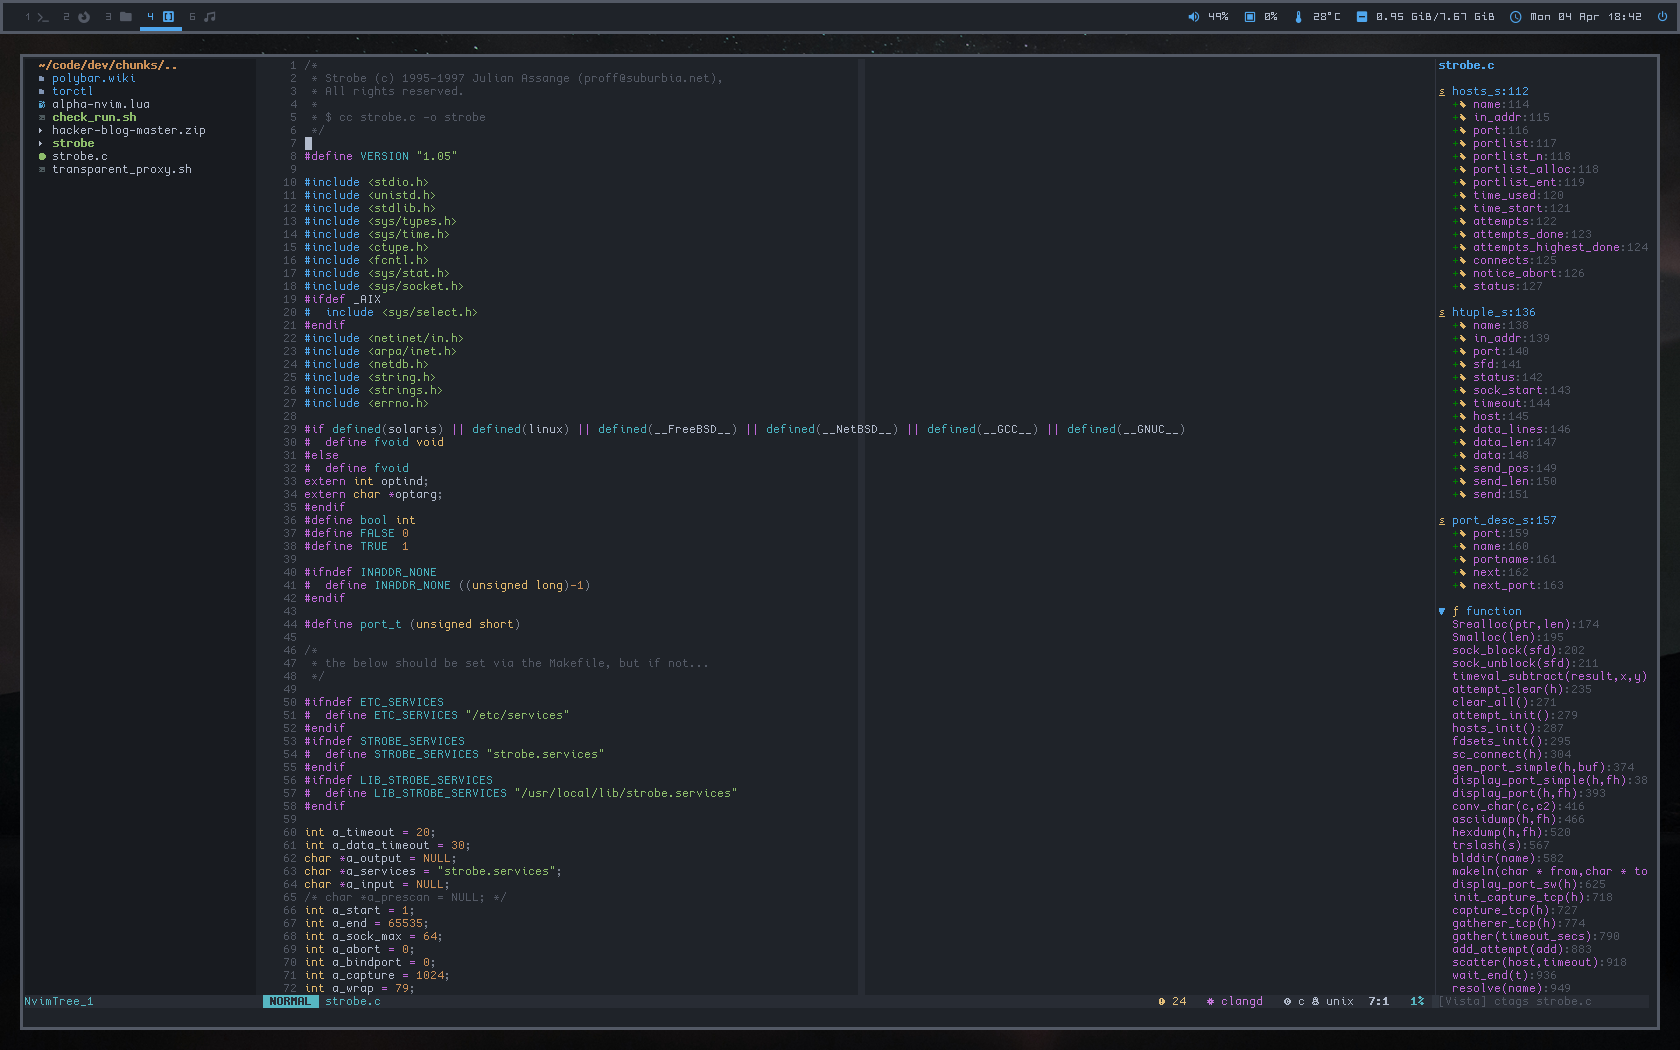 1 2 3 4 6 49% 0% 28°C 0.95 GiB/7.67 GiB Mon 04 Apr 18:42
~/code/dev/chunks/..
polybar.wiki
torctl
alpha-nvim.lua
check_run.sh
hacker-blog-master.zip
strobe
strobe.c
transparent_proxy.sh
NvimTree_1
1 /*
2  * Strobe (c) 1995-1997 Julian Assange (proff@suburbia.net),
3  * All rights reserved.
4  *
5  * $ cc strobe.c -o strobe
6  */
7
8 #define VERSION "1.05"
9
10 #include <stdio.h>
11 #include <unistd.h>
12 #include <stdlib.h>
13 #include <sys/types.h>
14 #include <sys/time.h>
15 #include <ctype.h>
16 #include <fcntl.h>
17 #include <sys/stat.h>
18 #include <sys/socket.h>
19 #ifdef _AIX
20 #  include <sys/select.h>
21 #endif
22 #include <netinet/in.h>
23 #include <arpa/inet.h>
24 #include <netdb.h>
25 #include <string.h>
26 #include <strings.h>
27 #include <errno.h>
28
29 #if defined(solaris) || defined(linux) || defined(__FreeBSD__) || defined(__NetBSD__) || defined(__GCC__) || defined(__GNUC__)
30 #  define fvoid void
31 #else
32 #  define fvoid
33 extern int optind;
34 extern char *optarg;
35 #endif
36 #define bool int
37 #define FALSE 0
38 #define TRUE  1
39
40 #ifndef INADDR_NONE
41 #  define INADDR_NONE ((unsigned long)-1)
42 #endif
43
44 #define port_t (unsigned short)
45
46 /*
47  * the below should be set via the Makefile, but if not...
48  */
49
50 #ifndef ETC_SERVICES
51 #  define ETC_SERVICES "/etc/services"
52 #endif
53 #ifndef STROBE_SERVICES
54 #  define STROBE_SERVICES "strobe.services"
55 #endif
56 #ifndef LIB_STROBE_SERVICES
57 #  define LIB_STROBE_SERVICES "/usr/local/lib/strobe.services"
58 #endif
59
60 int a_timeout = 20;
61 int a_data_timeout = 30;
62 char *a_output = NULL;
63 char *a_services = "strobe.services";
64 char *a_input = NULL;
65 /* char *a_prescan = NULL; */
66 int a_start = 1;
67 int a_end = 65535;
68 int a_sock_max = 64;
69 int a_abort = 0;
70 int a_bindport = 0;
71 int a_capture = 1024;
72 int a_wrap = 79;
NORMAL strobe.c 24 clangd c unix 7:1 1%
strobe.c
s hosts_s:112
+ name:114
+ in_addr:115
+ port:116
+ portlist:117
+ portlist_n:118
+ portlist_alloc:118
+ portlist_ent:119
+ time_used:120
+ time_start:121
+ attempts:122
+ attempts_done:123
+ attempts_highest_done:124
+ connects:125
+ notice_abort:126
+ status:127
s htuple_s:136
+ name:138
+ in_addr:139
+ port:140
+ sfd:141
+ status:142
+ sock_start:143
+ timeout:144
+ host:145
+ data_lines:146
+ data_len:147
+ data:148
+ send_pos:149
+ send_len:150
+ send:151
s port_desc_s:157
+ port:159
+ name:160
+ portname:161
+ next:162
+ next_port:163
▼ ƒ function
Srealloc(ptr,len):174
Smalloc(len):195
sock_block(sfd):202
sock_unblock(sfd):211
timeval_subtract(result,x,y)
attempt_clear(h):235
clear_all():271
attempt_init():279
hosts_init():287
fdsets_init():295
sc_connect(h):304
gen_port_simple(h,buf):374
display_port_simple(h,fh):38
display_port(h,fh):393
conv_char(c,c2):416
asciidump(h,fh):466
hexdump(h,fh):520
trslash(s):567
blddir(name):582
makeln(char * from,char * to
display_port_sw(h):625
init_capture_tcp(h):718
capture_tcp(h):727
gatherer_tcp(h):774
gather(timeout_secs):790
add_attempt(add):883
scatter(host,timeout):918
wait_end(t):936
resolve(name):949
[Vista] ctags strobe.c